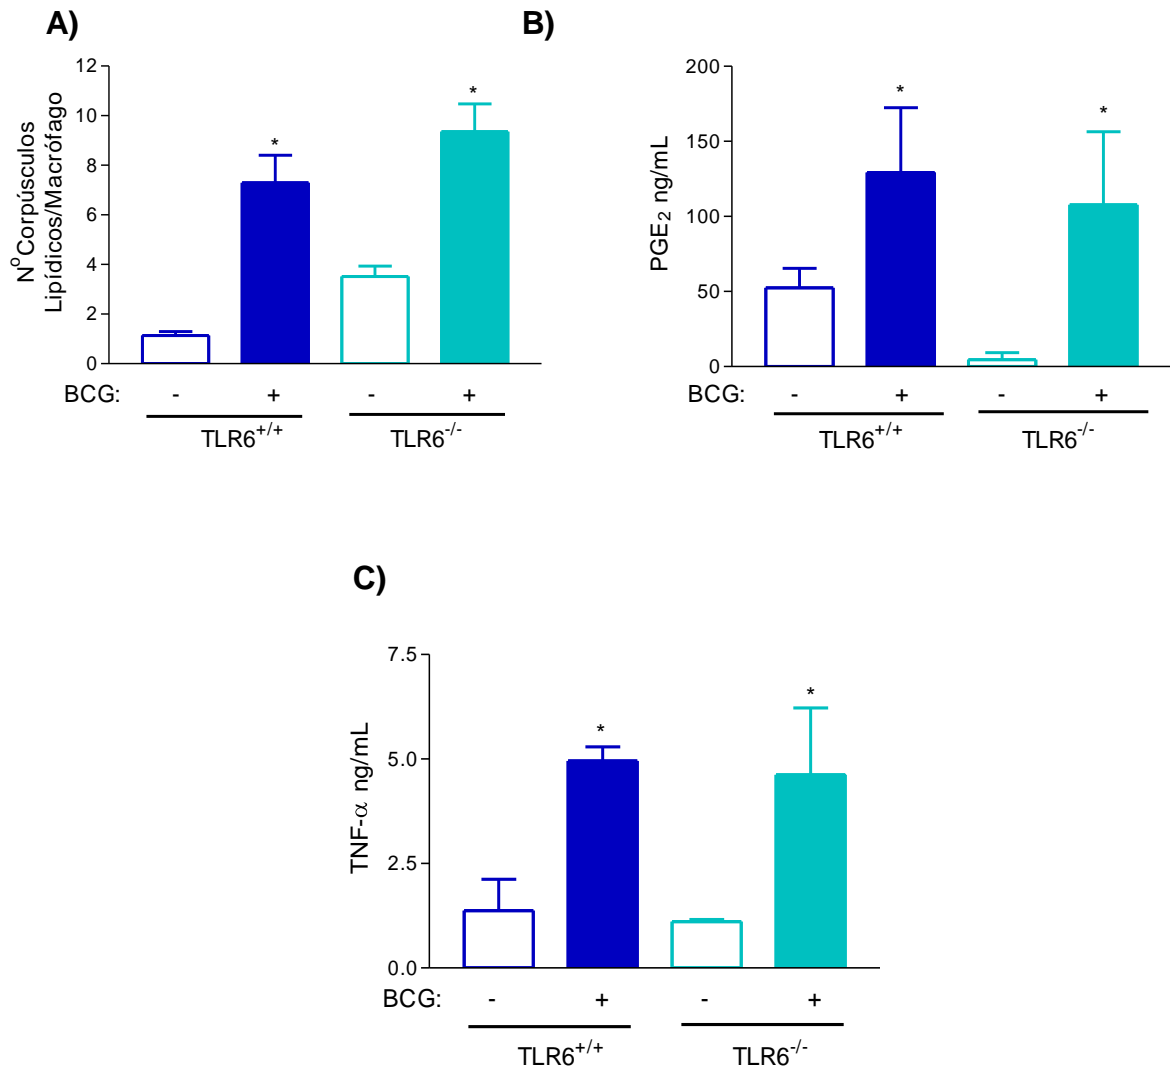 A)
12
10
8
6
4
2
0
NºCorpúsculos
Lipídicos/Macrófago
*
*
BCG: - + - +
TLR6+/+ TLR6-/-
B)
200
150
100
50
0
PGE2 ng/mL
*
*
- + - +
TLR6+/+ TLR6-/-
C)
7.5
5.0
2.5
0.0
TNF-α ng/mL
*
*
BCG: - + - +
TLR6+/+ TLR6-/-